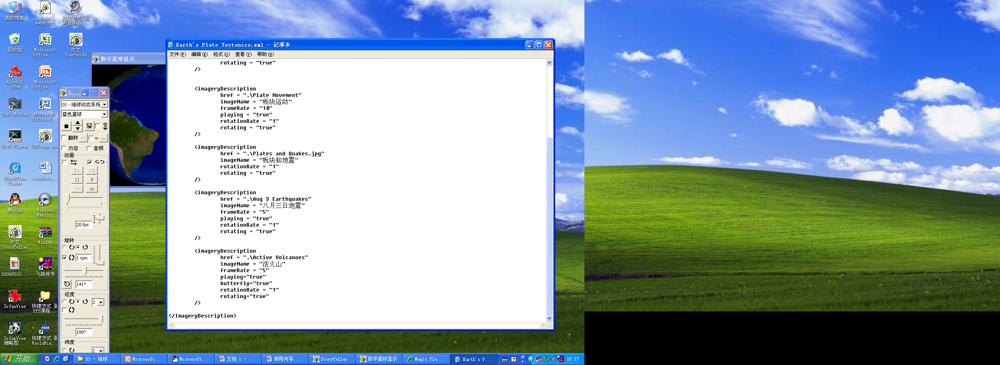 我的电脑
Main
menu.tgs
快捷方式 到
声音和音...
回收站
Microsoft
Office ...
中文
TourGuide
Alcohol
120%
Microsoft
Office ...
DivX Movies
Microsoft
Office W...
DivX Player
OnStage.exe
QuickTime
Player
readdata...
腾讯QQ
Windows
Medi...
中文
StoryTeller
WinRAR
20090510...
飞鸽传书
IrfanView
快捷方式 到
PPT课程...
IrfanView
缩略图...
快捷方式 到
WorldWin...
数字星球显示
S...
01 - 地球动态系统
蓝色星球
翻转
=
...
内容
音频
动画
20 fps
旋转
1 rpm
141°
经度
2
180°
纬度
2
Earth's Plate Tectonics.xml - 记事本
文件(F) 编辑(E) 格式(O) 查看(V) 帮助(H)
rotating = "true"
/>
<imageryDescription
href = ".\Plate Movement"
imageName = "板块运动"
frameRate = "10"
playing = "true"
rotationRate = "1"
rotating = "true"
/>
<imageryDescription
href = ".\Plates and Quakes.jpg"
imageName = "板块和地震"
rotationRate = "1"
rotating = "true"
/>
<imageryDescription
href = ".\Aug 3 Earthquakes"
imageName = "八月三日地震"
frameRate = "5"
playing = "true"
rotationRate = "1"
rotating = "true"
/>
<imageryDescription
href = ".\Active Volcanoes"
imageName = "活火山"
frameRate = "5"
playing="true"
butterfly="true"
rotationRate = "1"
rotating="true"
/>
</ImageryDescription>
开始
03 - 地球...
Microsoft...
Microsoft...
文档 1 - ...
使用向导....
StoryTeller
数字星球显示
Magic Pla...
Earth's P...
10:17